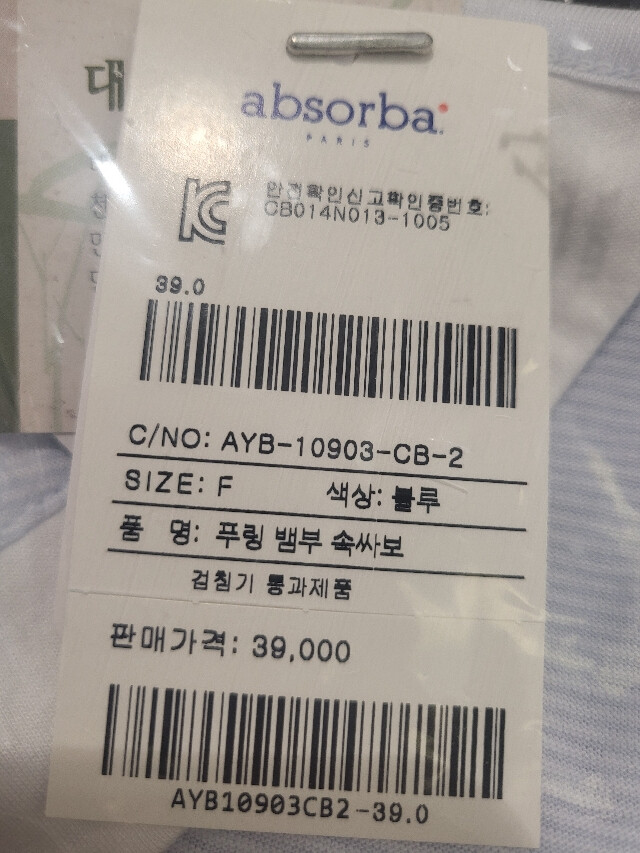 absorba
PARIS
안전확인신고확인증번호:
CB014N013-1005
39.0
C/NO: AYB-10903-CB-2
SIZE: F 색상: 블루
품 명: 푸링 뱀부 속싸보
검침기 통과제품
판매가격: 39,000
AYB10903CB2-39.0
대